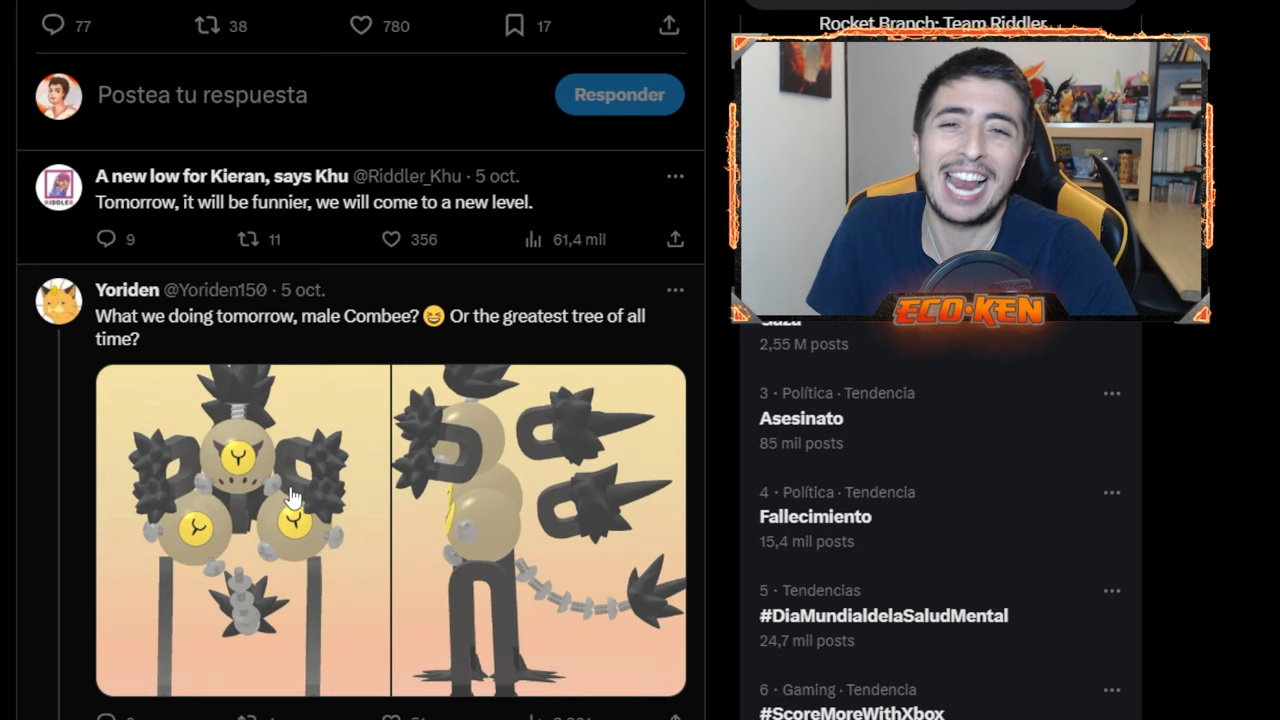 77 38 780 17
Postea tu respuesta
Responder
A new low for Kieran, says Khu @Riddler_Khu · 5 oct.
Tomorrow, it will be funnier, we will come to a new level.
9 11 356 61,4 mil
Yoriden @Yoriden150 · 5 oct.
What we doing tomorrow, male Combee? 😆 Or the greatest tree of all
time?
Rocket Branch: Team Riddler
ECO·KEN
Gaza
2,55 M posts
3 · Política · Tendencia
Asesinato
85 mil posts
4 · Política · Tendencia
Fallecimiento
15,4 mil posts
5 · Tendencias
#DiaMundialdelaSaludMental
24,7 mil posts
6 · Gaming · Tendencia
#ScoreMoreWithXbox